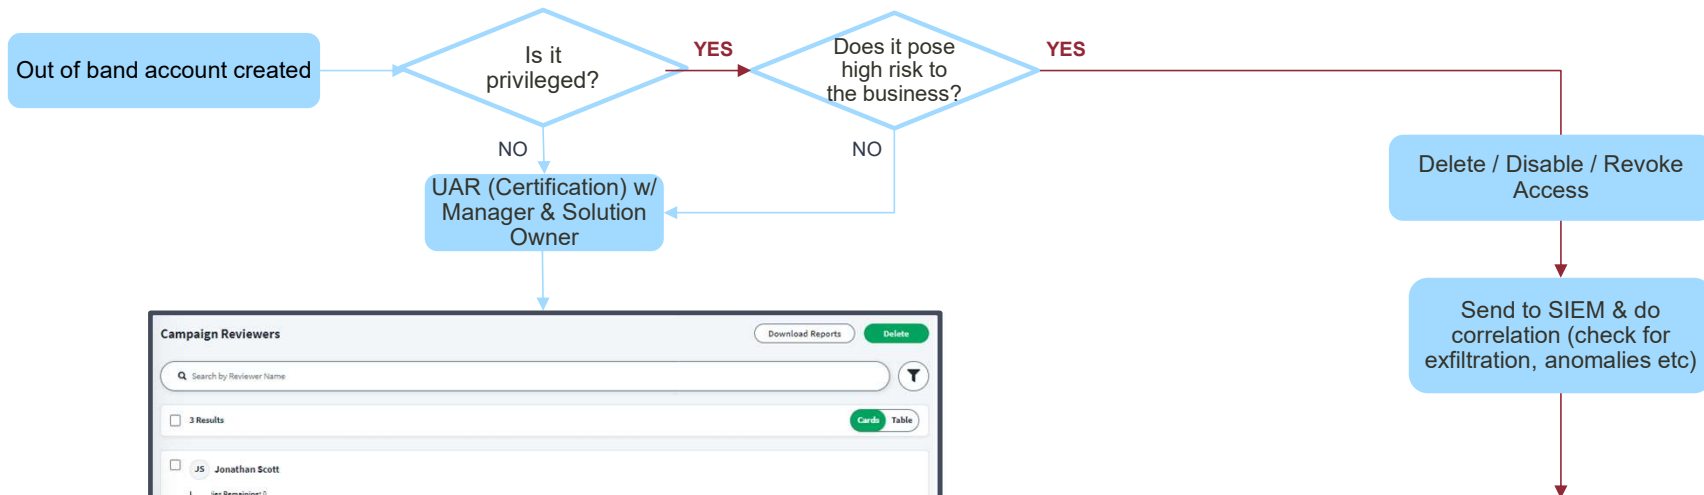 Out of band account created
Is it
privileged?
YES
Does it pose
high risk to
the business?
YES
NO
NO
UAR (Certification) w/
Manager & Solution
Owner
Delete / Disable / Revoke
Access
Send to SIEM & do
correlation (check for
exfiltration, anomalies etc)
Campaign Reviewers
Download Reports
Delete
Search by Reviewer Name
3 Results
Cards
Table
JS
Jonathan Scott
Remaining: